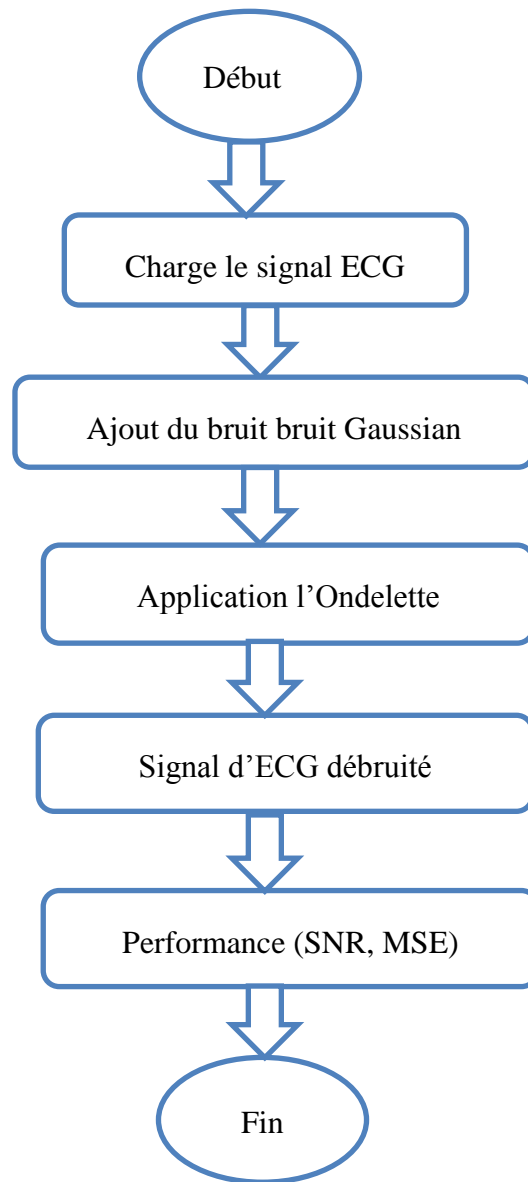 Début
Charge le signal ECG
Ajout du bruit bruit Gaussian
Application l’Ondelette
Signal d’ECG débruité
Performance (SNR, MSE)
Fin